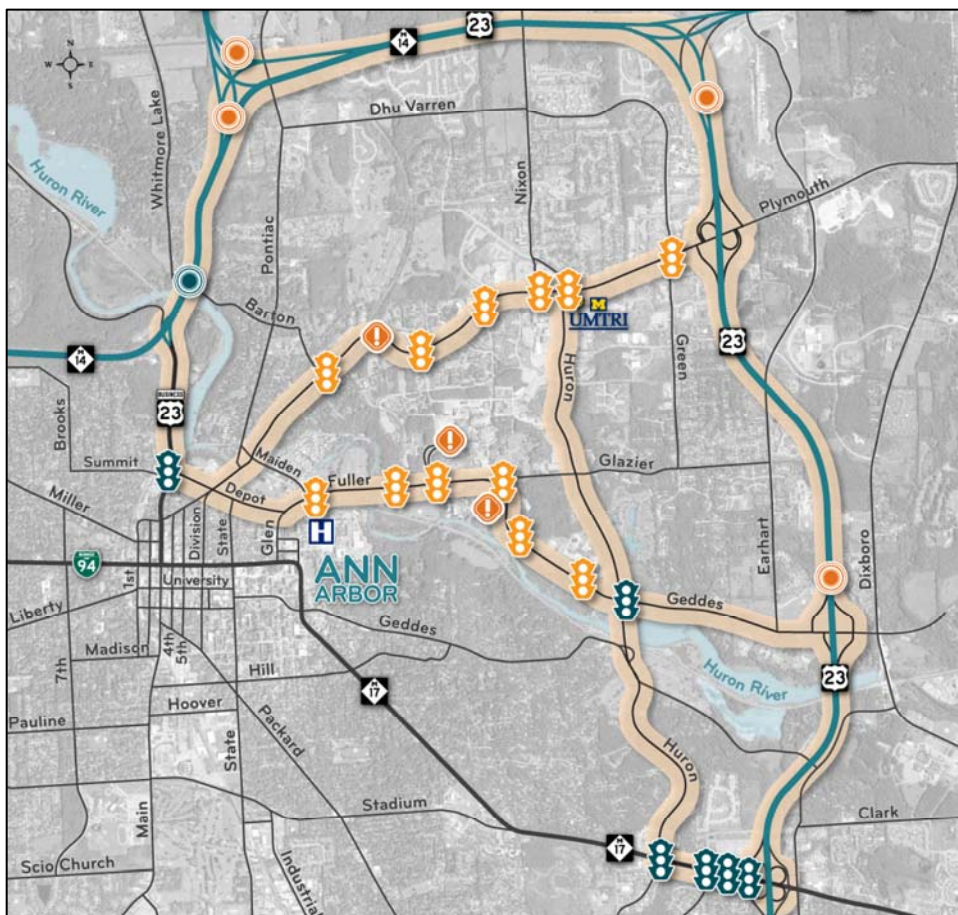 23
M
14
N
W E
S
Dhu Varren
Whitmore Lake
Huron River
Nixon
Plymouth
Pontiac
Barton
M
UMTRI
23
M
14
BUSINESS
23
Huron
Green
Brooks
Summit
Maiden
Fuller
Glazier
Depot
Miller
Division
State
Glen
H
ANN
ARBOR
Earhart
Dixboro
94
1st
University
Liberty
Geddes
Geddes
Madison
4th
5th
7th
Hill
Huron River
23
M
17
Hoover
Pauline
State
Packard
Huron
Stadium
Clark
Main
M
17
Scio Church
Industrial